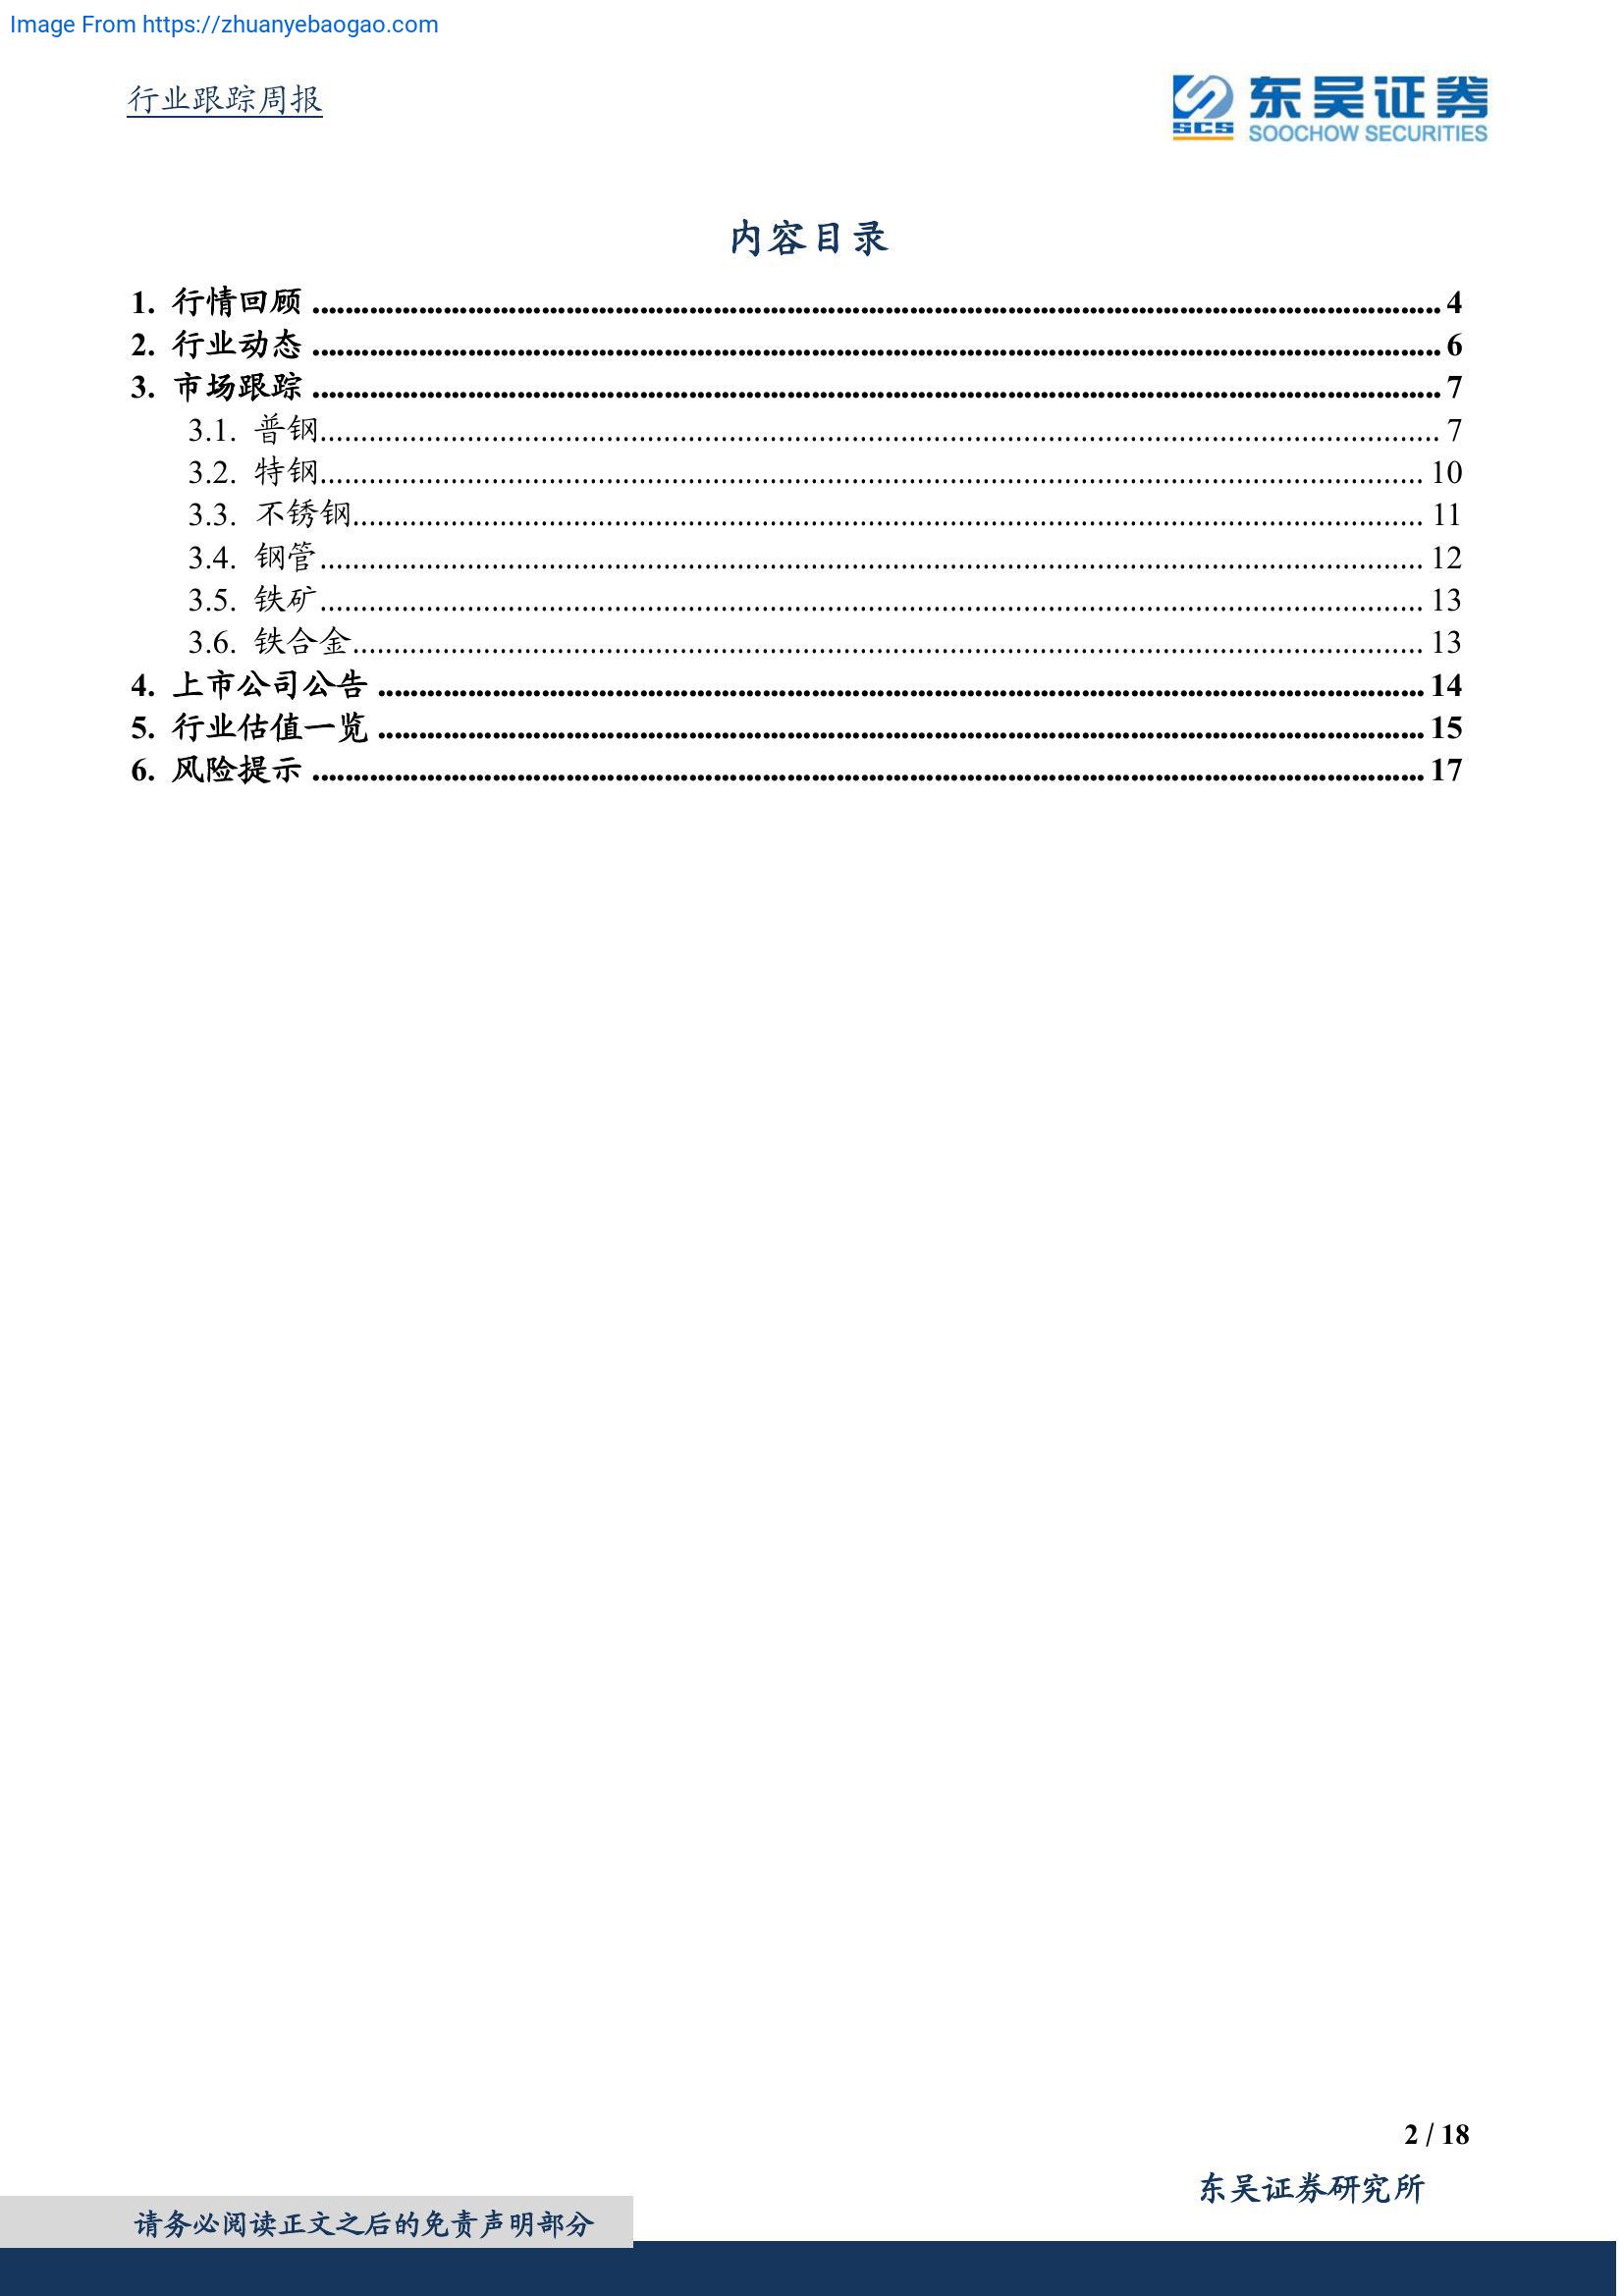 Image From https://zhuanyebaogao.com
行业跟踪周报
东吴证券
SCS
SOOCHOW SECURITIES
内容目录
1. 行情回顾 ........ 4
2. 行业动态 ........ 6
3. 市场跟踪 ........ 7
3.1. 普钢........ 7
3.2. 特钢........ 10
3.3. 不锈钢........ 11
3.4. 钢管........ 12
3.5. 铁矿........ 13
3.6. 铁合金........ 13
4. 上市公司公告 ........ 14
5. 行业估值一览 ........ 15
6. 风险提示 ........ 17
2 / 18
东吴证券研究所
请务必阅读正文之后的免责声明部分